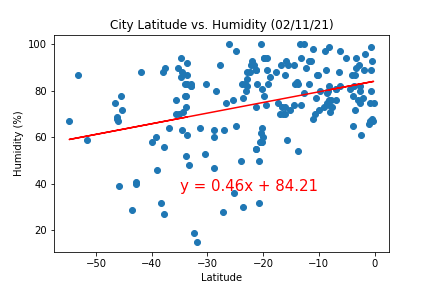 City Latitude vs. Humidity (02/11/21)
100
80
60
40
20
Humidity (%)
y = 0.46x + 84.21
−50
−40
−30
−20
−10
0
Latitude